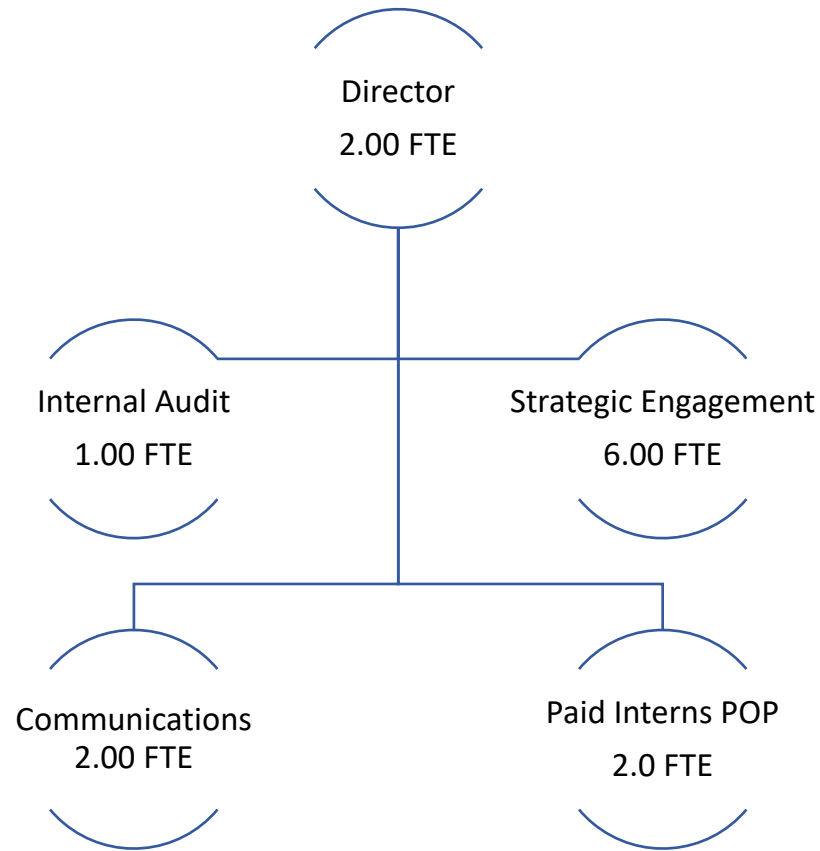 Director
2.00 FTE
Internal Audit
1.00 FTE
Strategic Engagement
6.00 FTE
Communications
2.00 FTE
Paid Interns POP
2.0 FTE